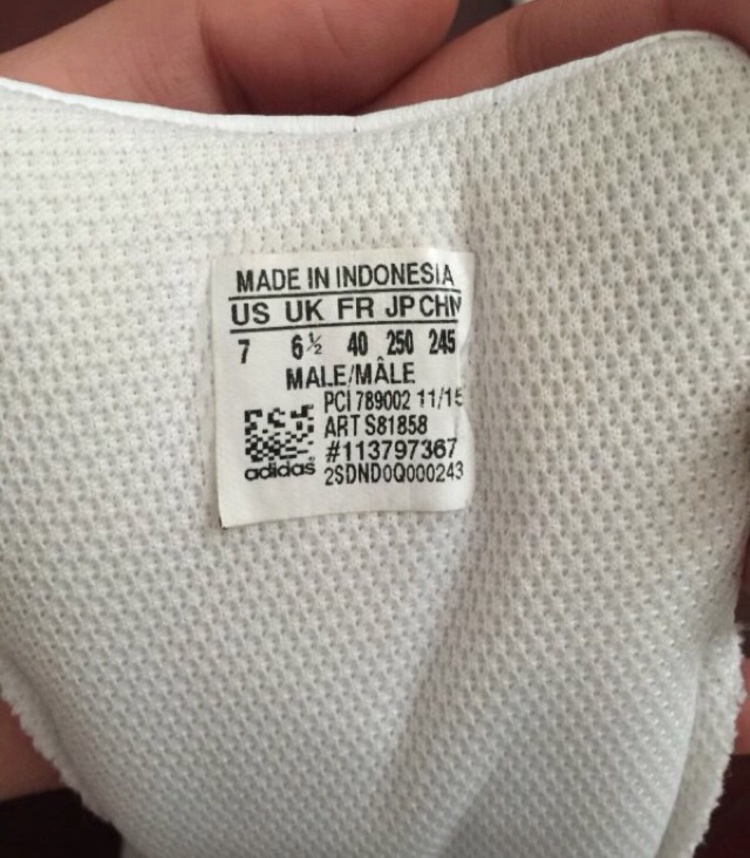 MADE IN INDONESIA
US UK FR JP CHN
7 6½ 40 250 245
MALE/MÂLE
PCI 789002 11/15
ART S81858
#113797367
adidas 2SDND0Q000243